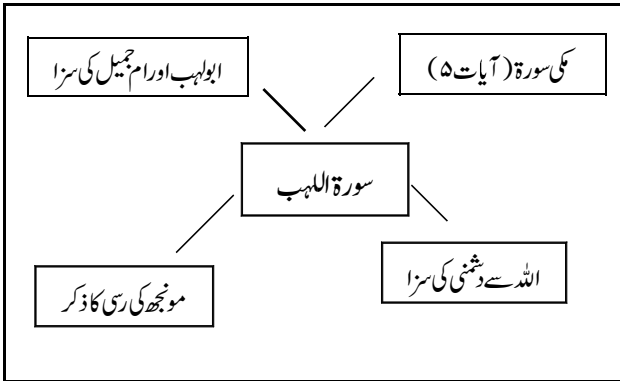 مکی سورۃ (آیات ۵)
ابولہب اور ام جمیل کی سزا
سورۃ اللہب
اللہ سے دشمنی کی سزا
مونجھ کی رسی کا ذکر